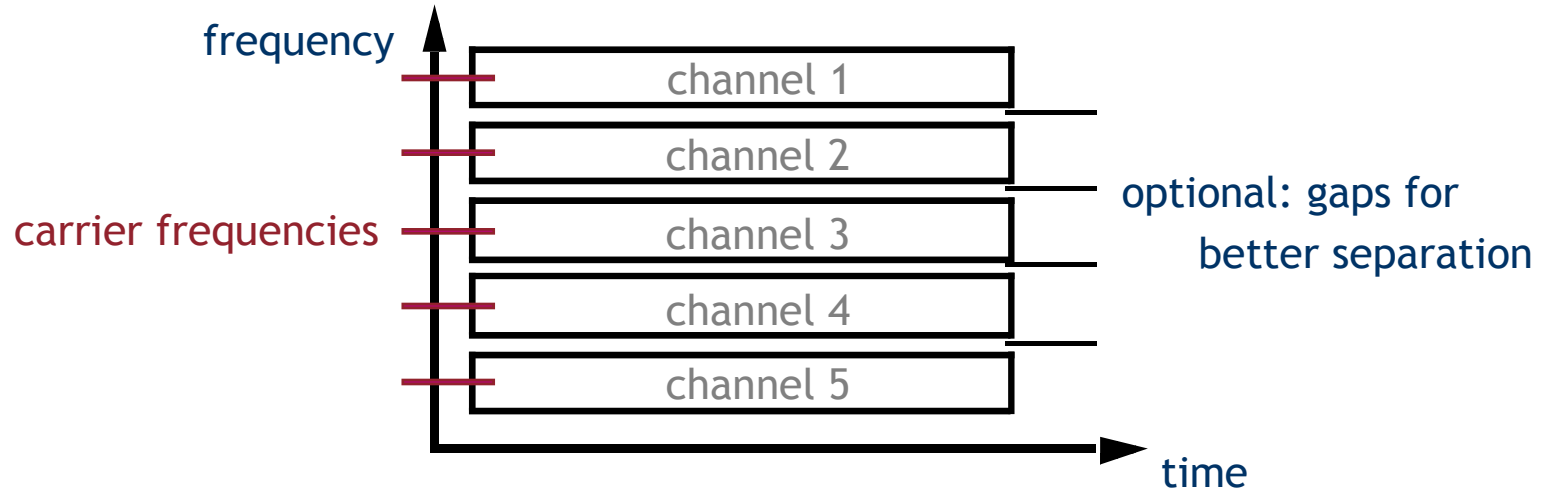 frequency
channel 1
channel 2
optional: gaps for
carrier frequencies
channel 3
better separation
channel 4
channel 5
time